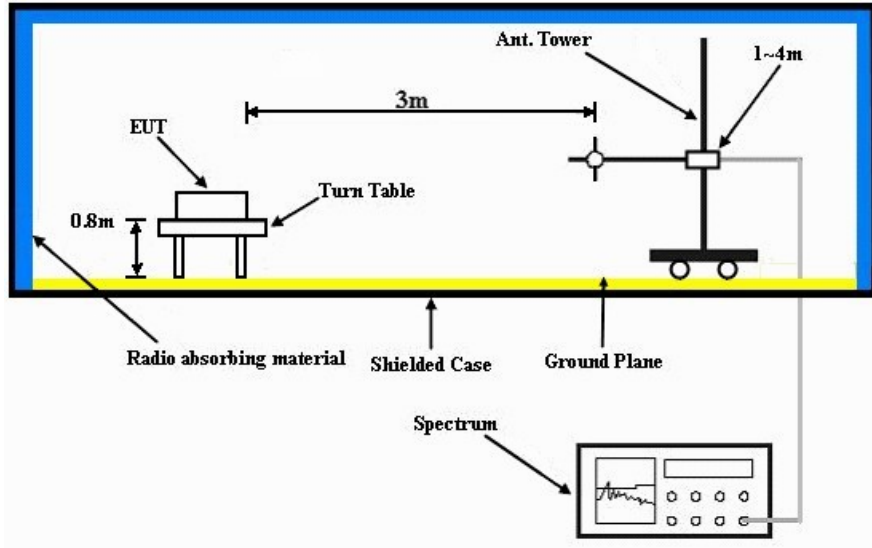 Ant. Tower
1~4m
3m
EUT
Turn Table
0.8m
Radio absorbing material
Shielded Case
Ground Plane
Spectrum